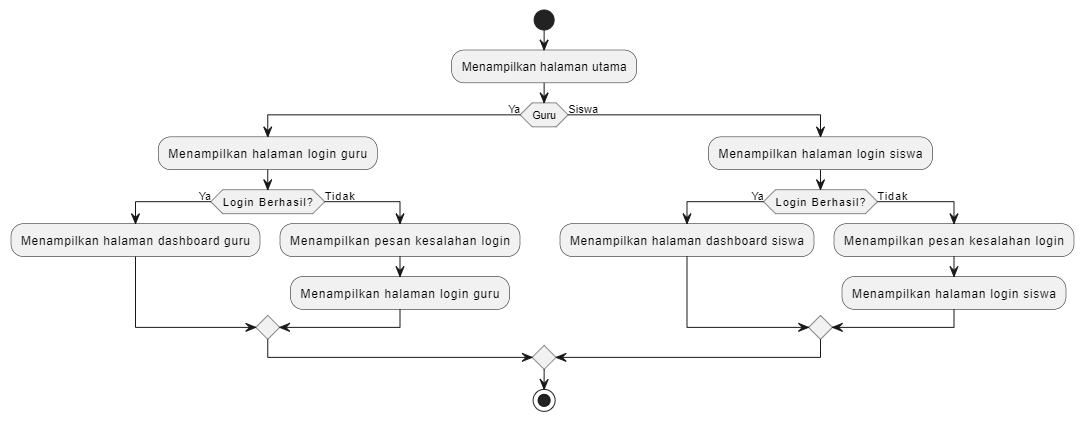 Menampilkan halaman utama
Ya
Guru
Siswa
Menampilkan halaman login guru
Ya
Login Berhasil?
Tidak
Menampilkan halaman dashboard guru
Menampilkan pesan kesalahan login
Menampilkan halaman login guru
Menampilkan halaman login siswa
Ya
Login Berhasil?
Tidak
Menampilkan halaman dashboard siswa
Menampilkan pesan kesalahan login
Menampilkan halaman login siswa